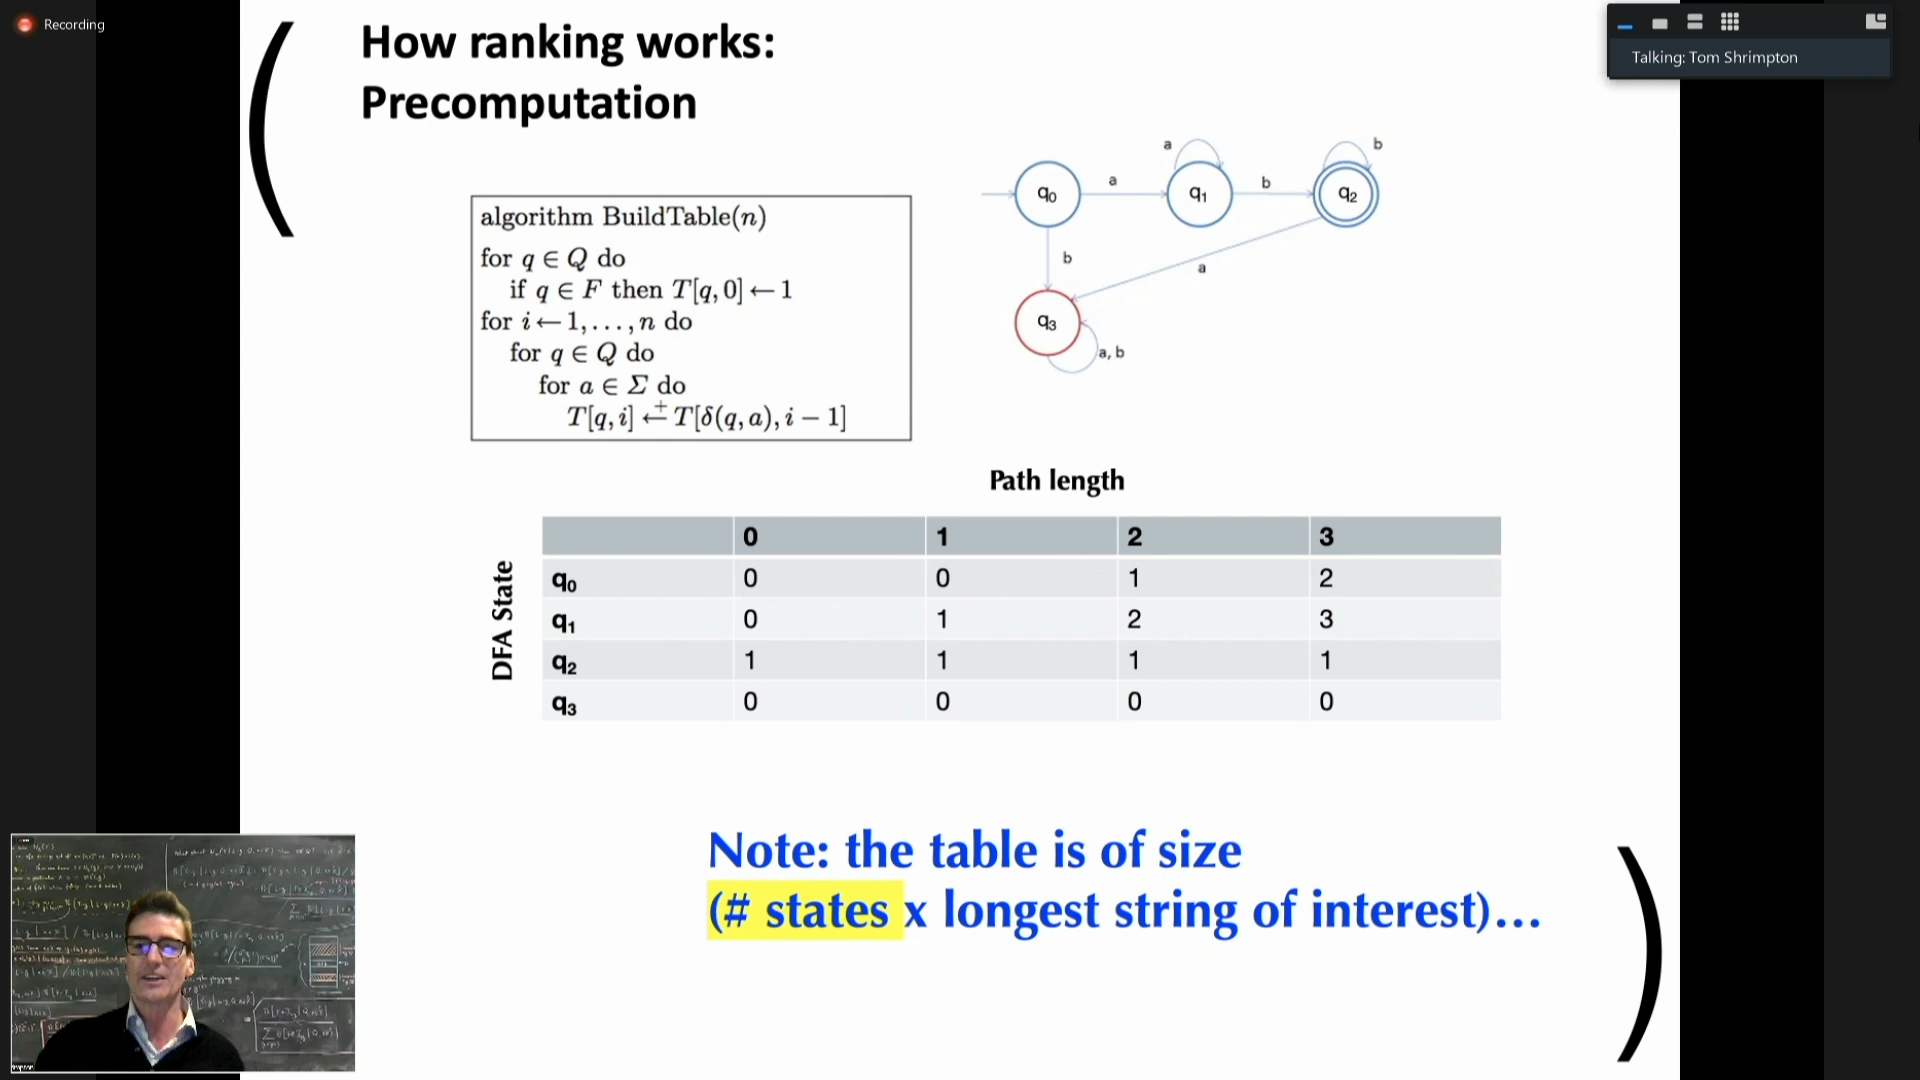 Recording
Talking: Tom Shrimpton
How ranking works:
Precomputation
algorithm BuildTable(n)
for q ∈ Q do
if q ∈ F then T[q, 0] ← 1
for i ← 1, . . . , n do
for q ∈ Q do
for a ∈ Σ do
T[q, i] ←+ T[δ(q, a), i − 1]
a b
q₀ a q₁ b q₂
b a
q₃
a, b
Path length
DFA State
0 1 2 3
q₀ 0 0 1 2
q₁ 0 1 2 3
q₂ 1 1 1 1
q₃ 0 0 0 0
Note: the table is of size
(# states x longest string of interest)...